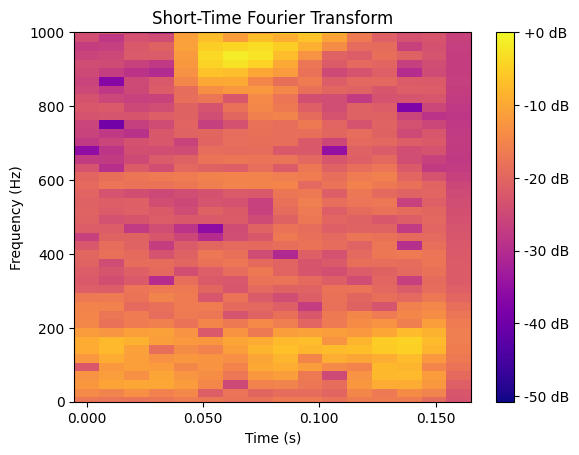 Short-Time Fourier Transform
Frequency (Hz)
1000
800
600
400
200
0
0.000
0.050
0.100
0.150
Time (s)
+0 dB
-10 dB
-20 dB
-30 dB
-40 dB
-50 dB